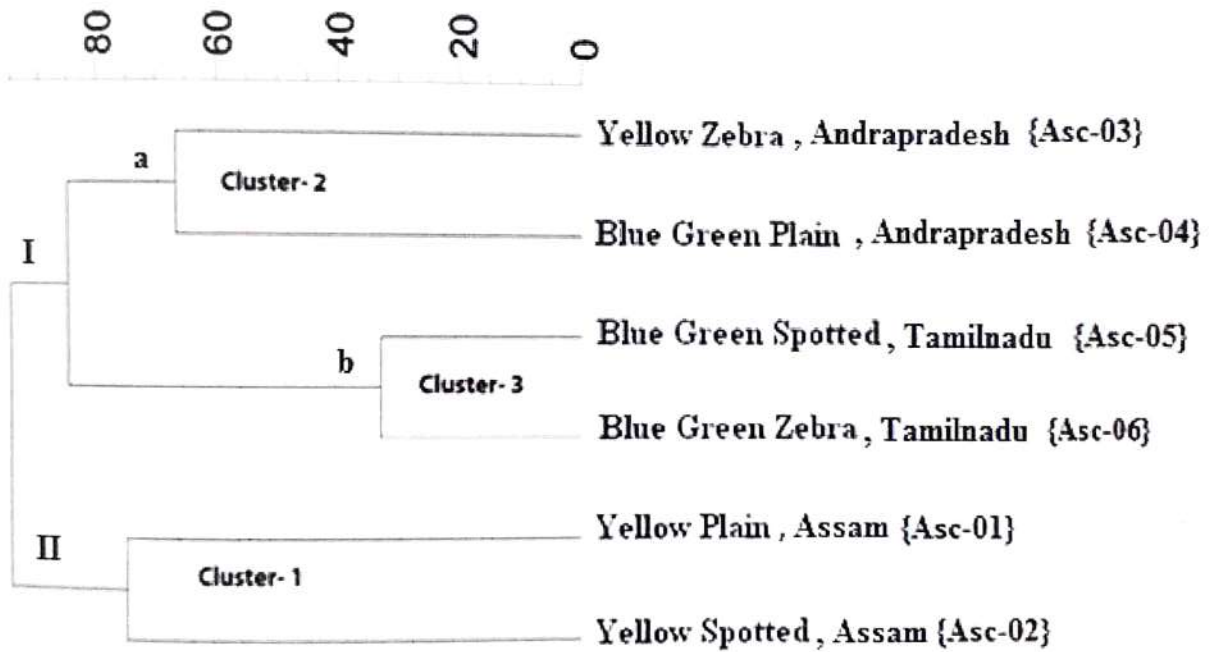 80 60 40 20 0
Yellow Zebra , Andrapradesh {Asc-03}
a
Cluster- 2
Blue Green Plain , Andrapradesh {Asc-04}
I
Blue Green Spotted, Tamilnadu {Asc-05}
b
Cluster- 3
Blue Green Zebra, Tamilnadu {Asc-06}
Yellow Plain , Assam {Asc-01}
II
Cluster- 1
Yellow Spotted, Assam {Asc-02}